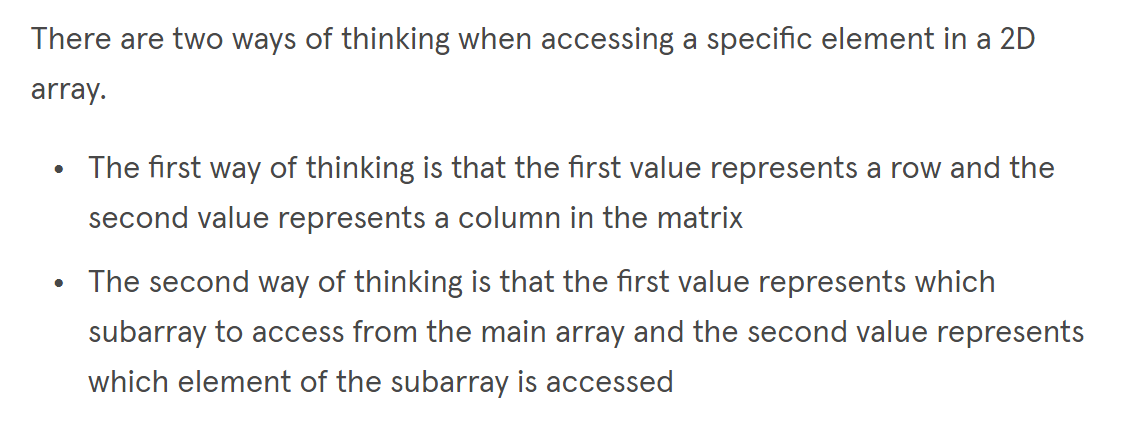 There are two ways of thinking when accessing a specific element in a 2D
array.
• The first way of thinking is that the first value represents a row and the
second value represents a column in the matrix
• The second way of thinking is that the first value represents which
subarray to access from the main array and the second value represents
which element of the subarray is accessed